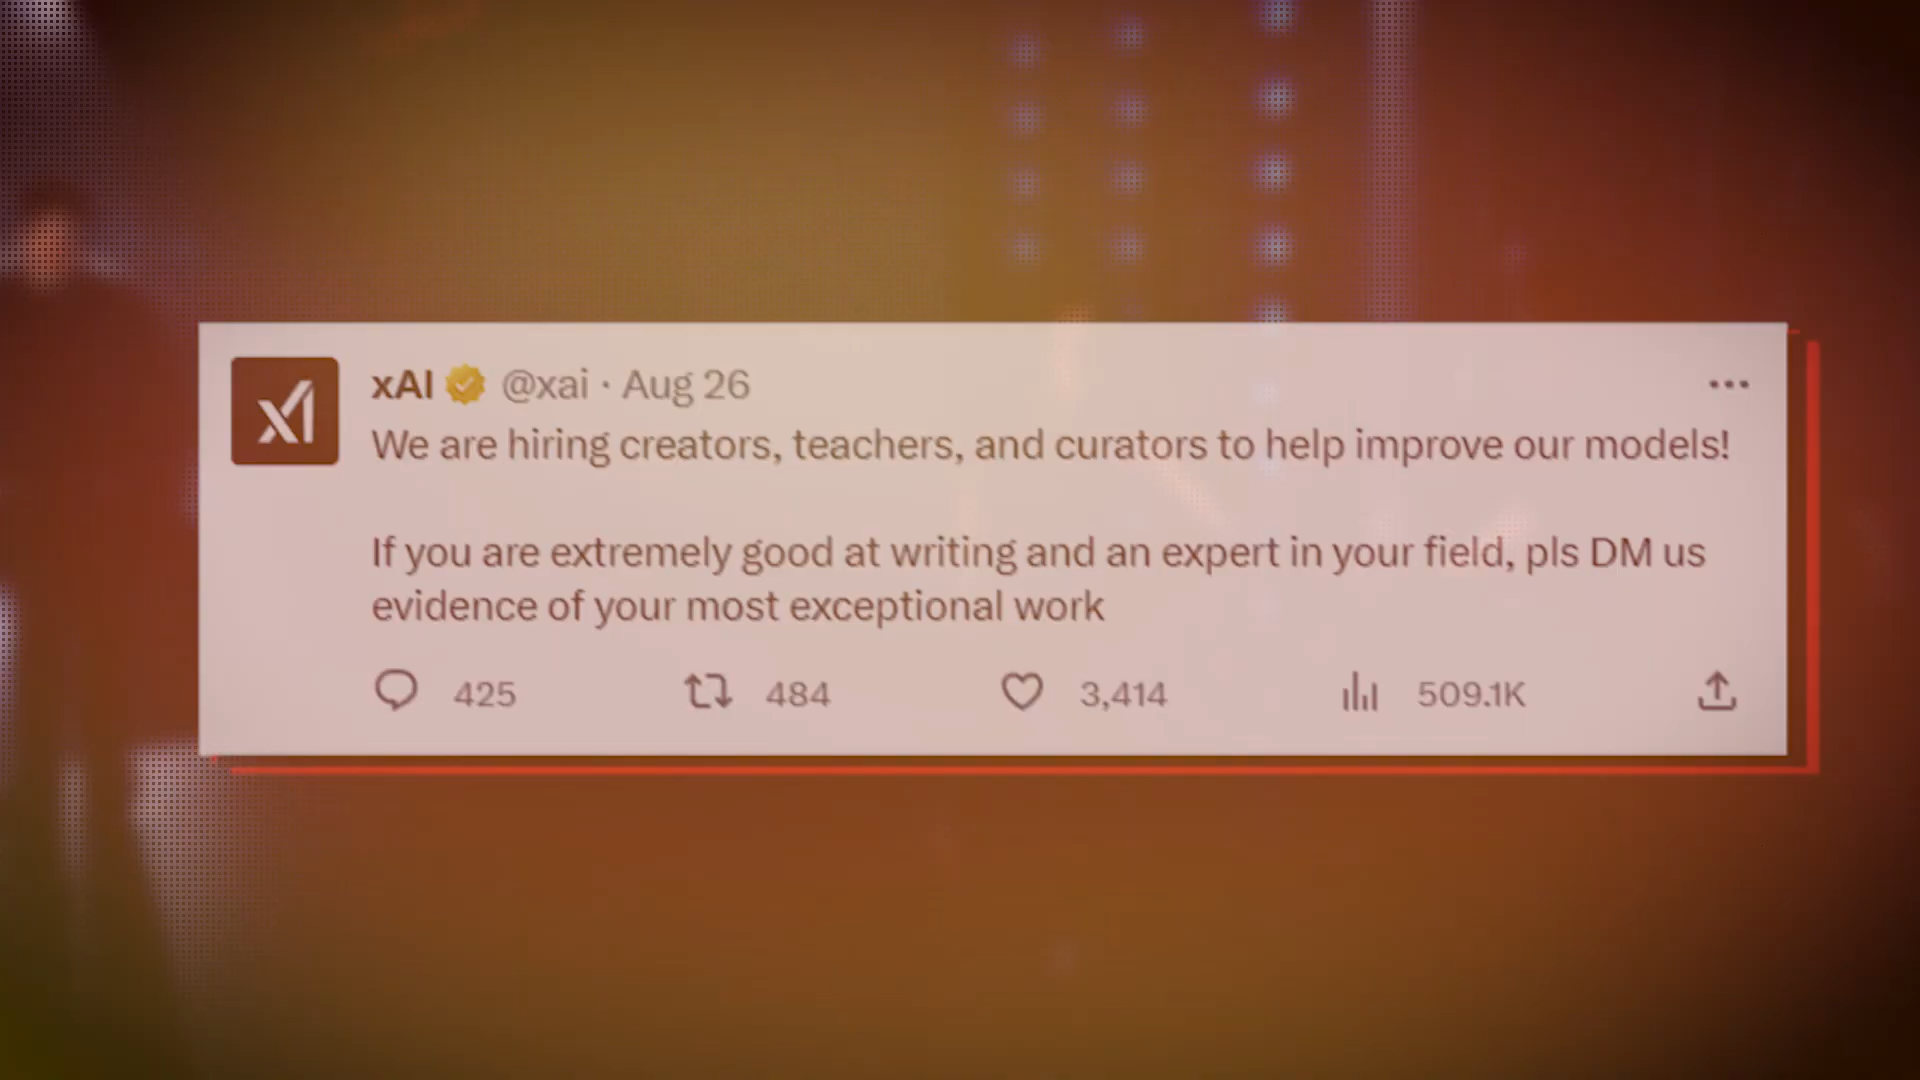 xAI @xai · Aug 26
We are hiring creators, teachers, and curators to help improve our models!
If you are extremely good at writing and an expert in your field, pls DM us
evidence of your most exceptional work
425 484 3,414 509.1K